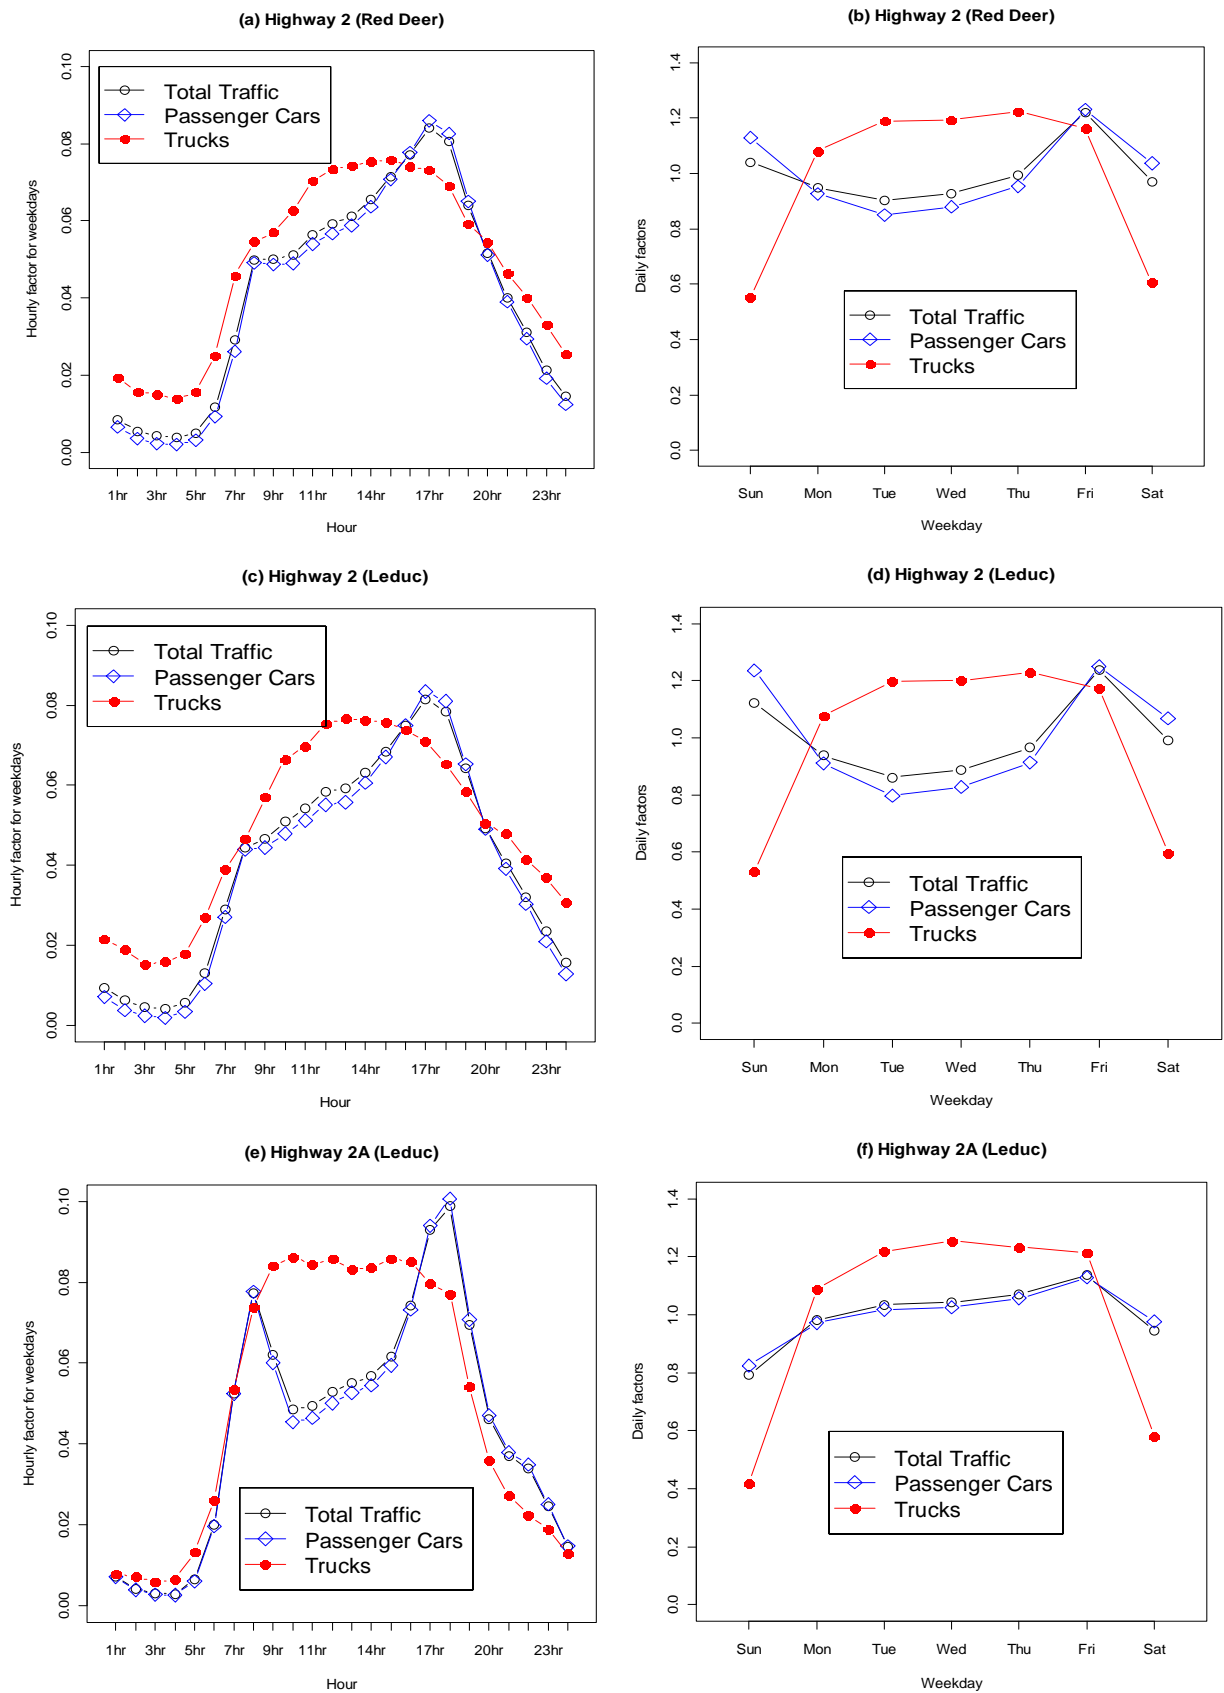 (a) Highway 2 (Red Deer)
Hourly factor for weekdays
0.10
0.08
0.06
0.04
0.02
0.00
Total Traffic
Passenger Cars
Trucks
1hr 3hr 5hr 7hr 9hr 11hr 14hr 17hr 20hr 23hr
Hour
(b) Highway 2 (Red Deer)
Daily factors
1.4
1.2
1.0
0.8
0.6
0.4
0.2
0.0
Total Traffic
Passenger Cars
Trucks
Sun Mon Tue Wed Thu Fri Sat
Weekday
(c) Highway 2 (Leduc)
Hourly factor for weekdays
0.10
0.08
0.06
0.04
0.02
0.00
Total Traffic
Passenger Cars
Trucks
1hr 3hr 5hr 7hr 9hr 11hr 14hr 17hr 20hr 23hr
Hour
(d) Highway 2 (Leduc)
Daily factors
1.4
1.2
1.0
0.8
0.6
0.4
0.2
0.0
Total Traffic
Passenger Cars
Trucks
Sun Mon Tue Wed Thu Fri Sat
Weekday
(e) Highway 2A (Leduc)
Hourly factor for weekdays
0.10
0.08
0.06
0.04
0.02
0.00
Total Traffic
Passenger Cars
Trucks
1hr 3hr 5hr 7hr 9hr 11hr 14hr 17hr 20hr 23hr
Hour
(f) Highway 2A (Leduc)
Daily factors
1.4
1.2
1.0
0.8
0.6
0.4
0.2
0.0
Total Traffic
Passenger Cars
Trucks
Sun Mon Tue Wed Thu Fri Sat
Weekday